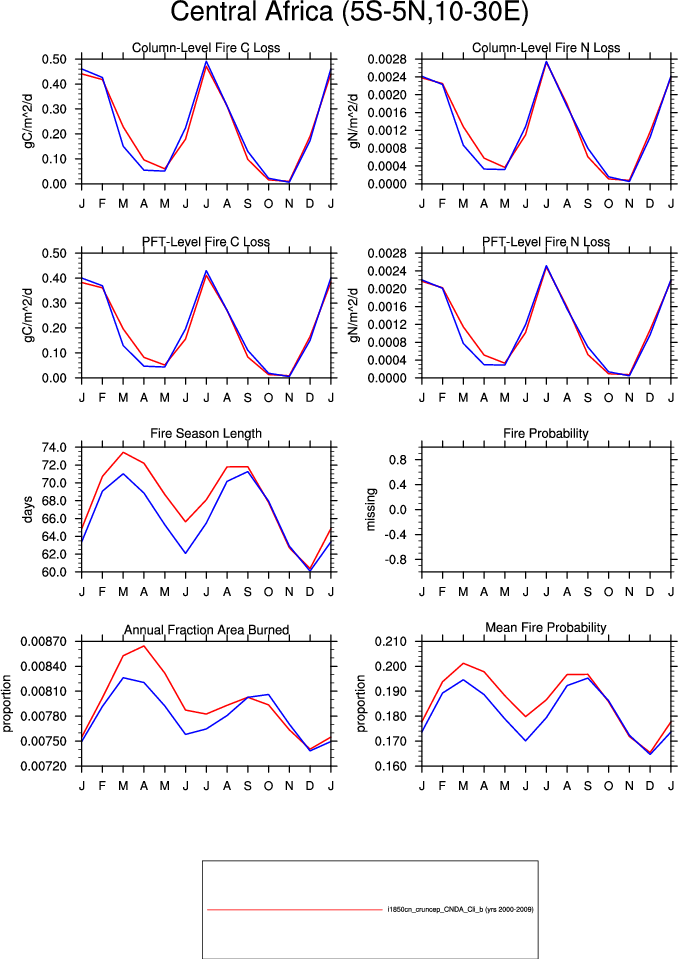 Central Africa (5S-5N,10-30E)
Column-Level Fire C Loss
gC/m^2/d
0.50
0.40
0.30
0.20
0.10
0.00
J F M A M J J A S O N D J
Column-Level Fire N Loss
gN/m^2/d
0.0028
0.0024
0.0020
0.0016
0.0012
0.0008
0.0004
0.0000
J F M A M J J A S O N D J
PFT-Level Fire C Loss
gC/m^2/d
0.50
0.40
0.30
0.20
0.10
0.00
J F M A M J J A S O N D J
PFT-Level Fire N Loss
gN/m^2/d
0.0028
0.0024
0.0020
0.0016
0.0012
0.0008
0.0004
0.0000
J F M A M J J A S O N D J
Fire Season Length
days
74.0
72.0
70.0
68.0
66.0
64.0
62.0
60.0
J F M A M J J A S O N D J
Fire Probability
missing
0.8
0.4
0.0
-0.4
-0.8
J F M A M J J A S O N D J
Annual Fraction Area Burned
proportion
0.00870
0.00840
0.00810
0.00780
0.00750
0.00720
J F M A M J J A S O N D J
Mean Fire Probability
proportion
0.210
0.200
0.190
0.180
0.170
0.160
J F M A M J J A S O N D J
i1850cn_cruncep_CNDA_Cli_b (yrs 2000-2009)